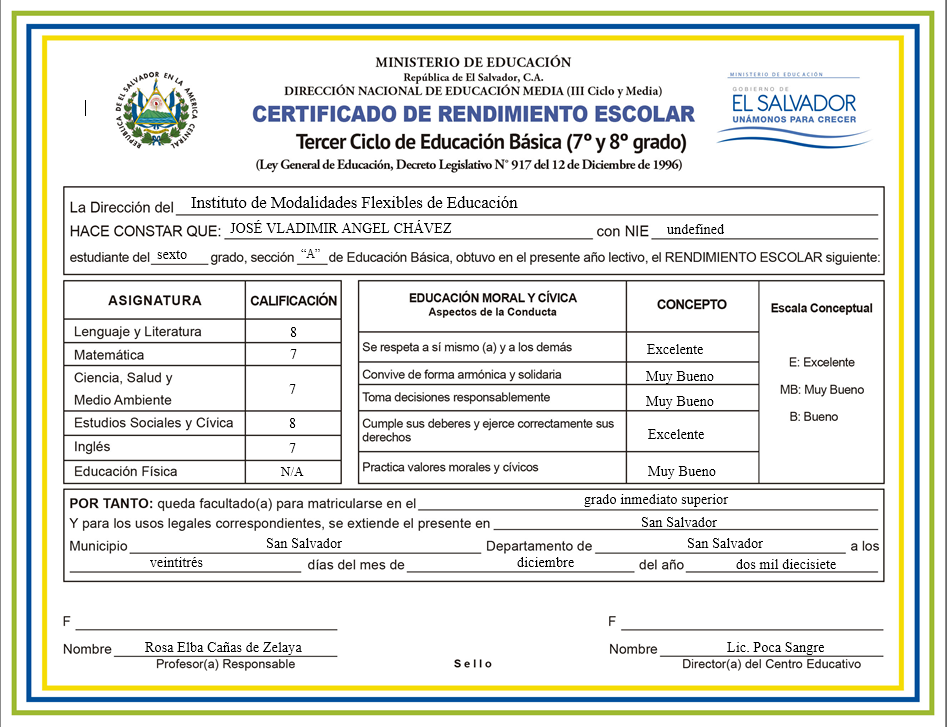 MINISTERIO DE EDUCACIÓN
República de El Salvador, C.A.
DIRECCIÓN NACIONAL DE EDUCACIÓN MEDIA (III Ciclo y Media)
CERTIFICADO DE RENDIMIENTO ESCOLAR
Tercer Ciclo de Educación Básica (7º y 8º grado)
(Ley General de Educación, Decreto Legislativo N° 917 del 12 de Diciembre de 1996)
REPÚBLICA DE EL SALVADOR EN LA AMERICA CENTRAL
MINISTERIO DE EDUCACIÓN
GOBIERNO DE
EL SALVADOR
UNÁMONOS PARA CRECER
La Dirección del Instituto de Modalidades Flexibles de Educación
HACE CONSTAR QUE: JOSÉ VLADIMIR ANGEL CHÁVEZ con NIE undefined
estudiante del sexto grado, sección “A” de Educación Básica, obtuvo en el presente año lectivo, el RENDIMIENTO ESCOLAR siguiente:
ASIGNATURA CALIFICACIÓN
Lenguaje y Literatura 8
Matemática 7
Ciencia, Salud y
Medio Ambiente 7
Estudios Sociales y Cívica 8
Inglés 7
Educación Física N/A
EDUCACIÓN MORAL Y CÍVICA CONCEPTO
Aspectos de la Conducta
Se respeta a sí mismo (a) y a los demás Excelente
Convive de forma armónica y solidaria Muy Bueno
Toma decisiones responsablemente Muy Bueno
Cumple sus deberes y ejerce correctamente sus
derechos Excelente
Practica valores morales y cívicos Muy Bueno
Escala Conceptual
E: Excelente
MB: Muy Bueno
B: Bueno
POR TANTO: queda facultado(a) para matricularse en el grado inmediato superior
Y para los usos legales correspondientes, se extiende el presente en San Salvador
Municipio San Salvador Departamento de San Salvador a los
veintitrés días del mes de diciembre del año dos mil diecisiete
F F
Nombre Rosa Elba Cañas de Zelaya Nombre Lic. Poca Sangre
Profesor(a) Responsable Sello Director(a) del Centro Educativo